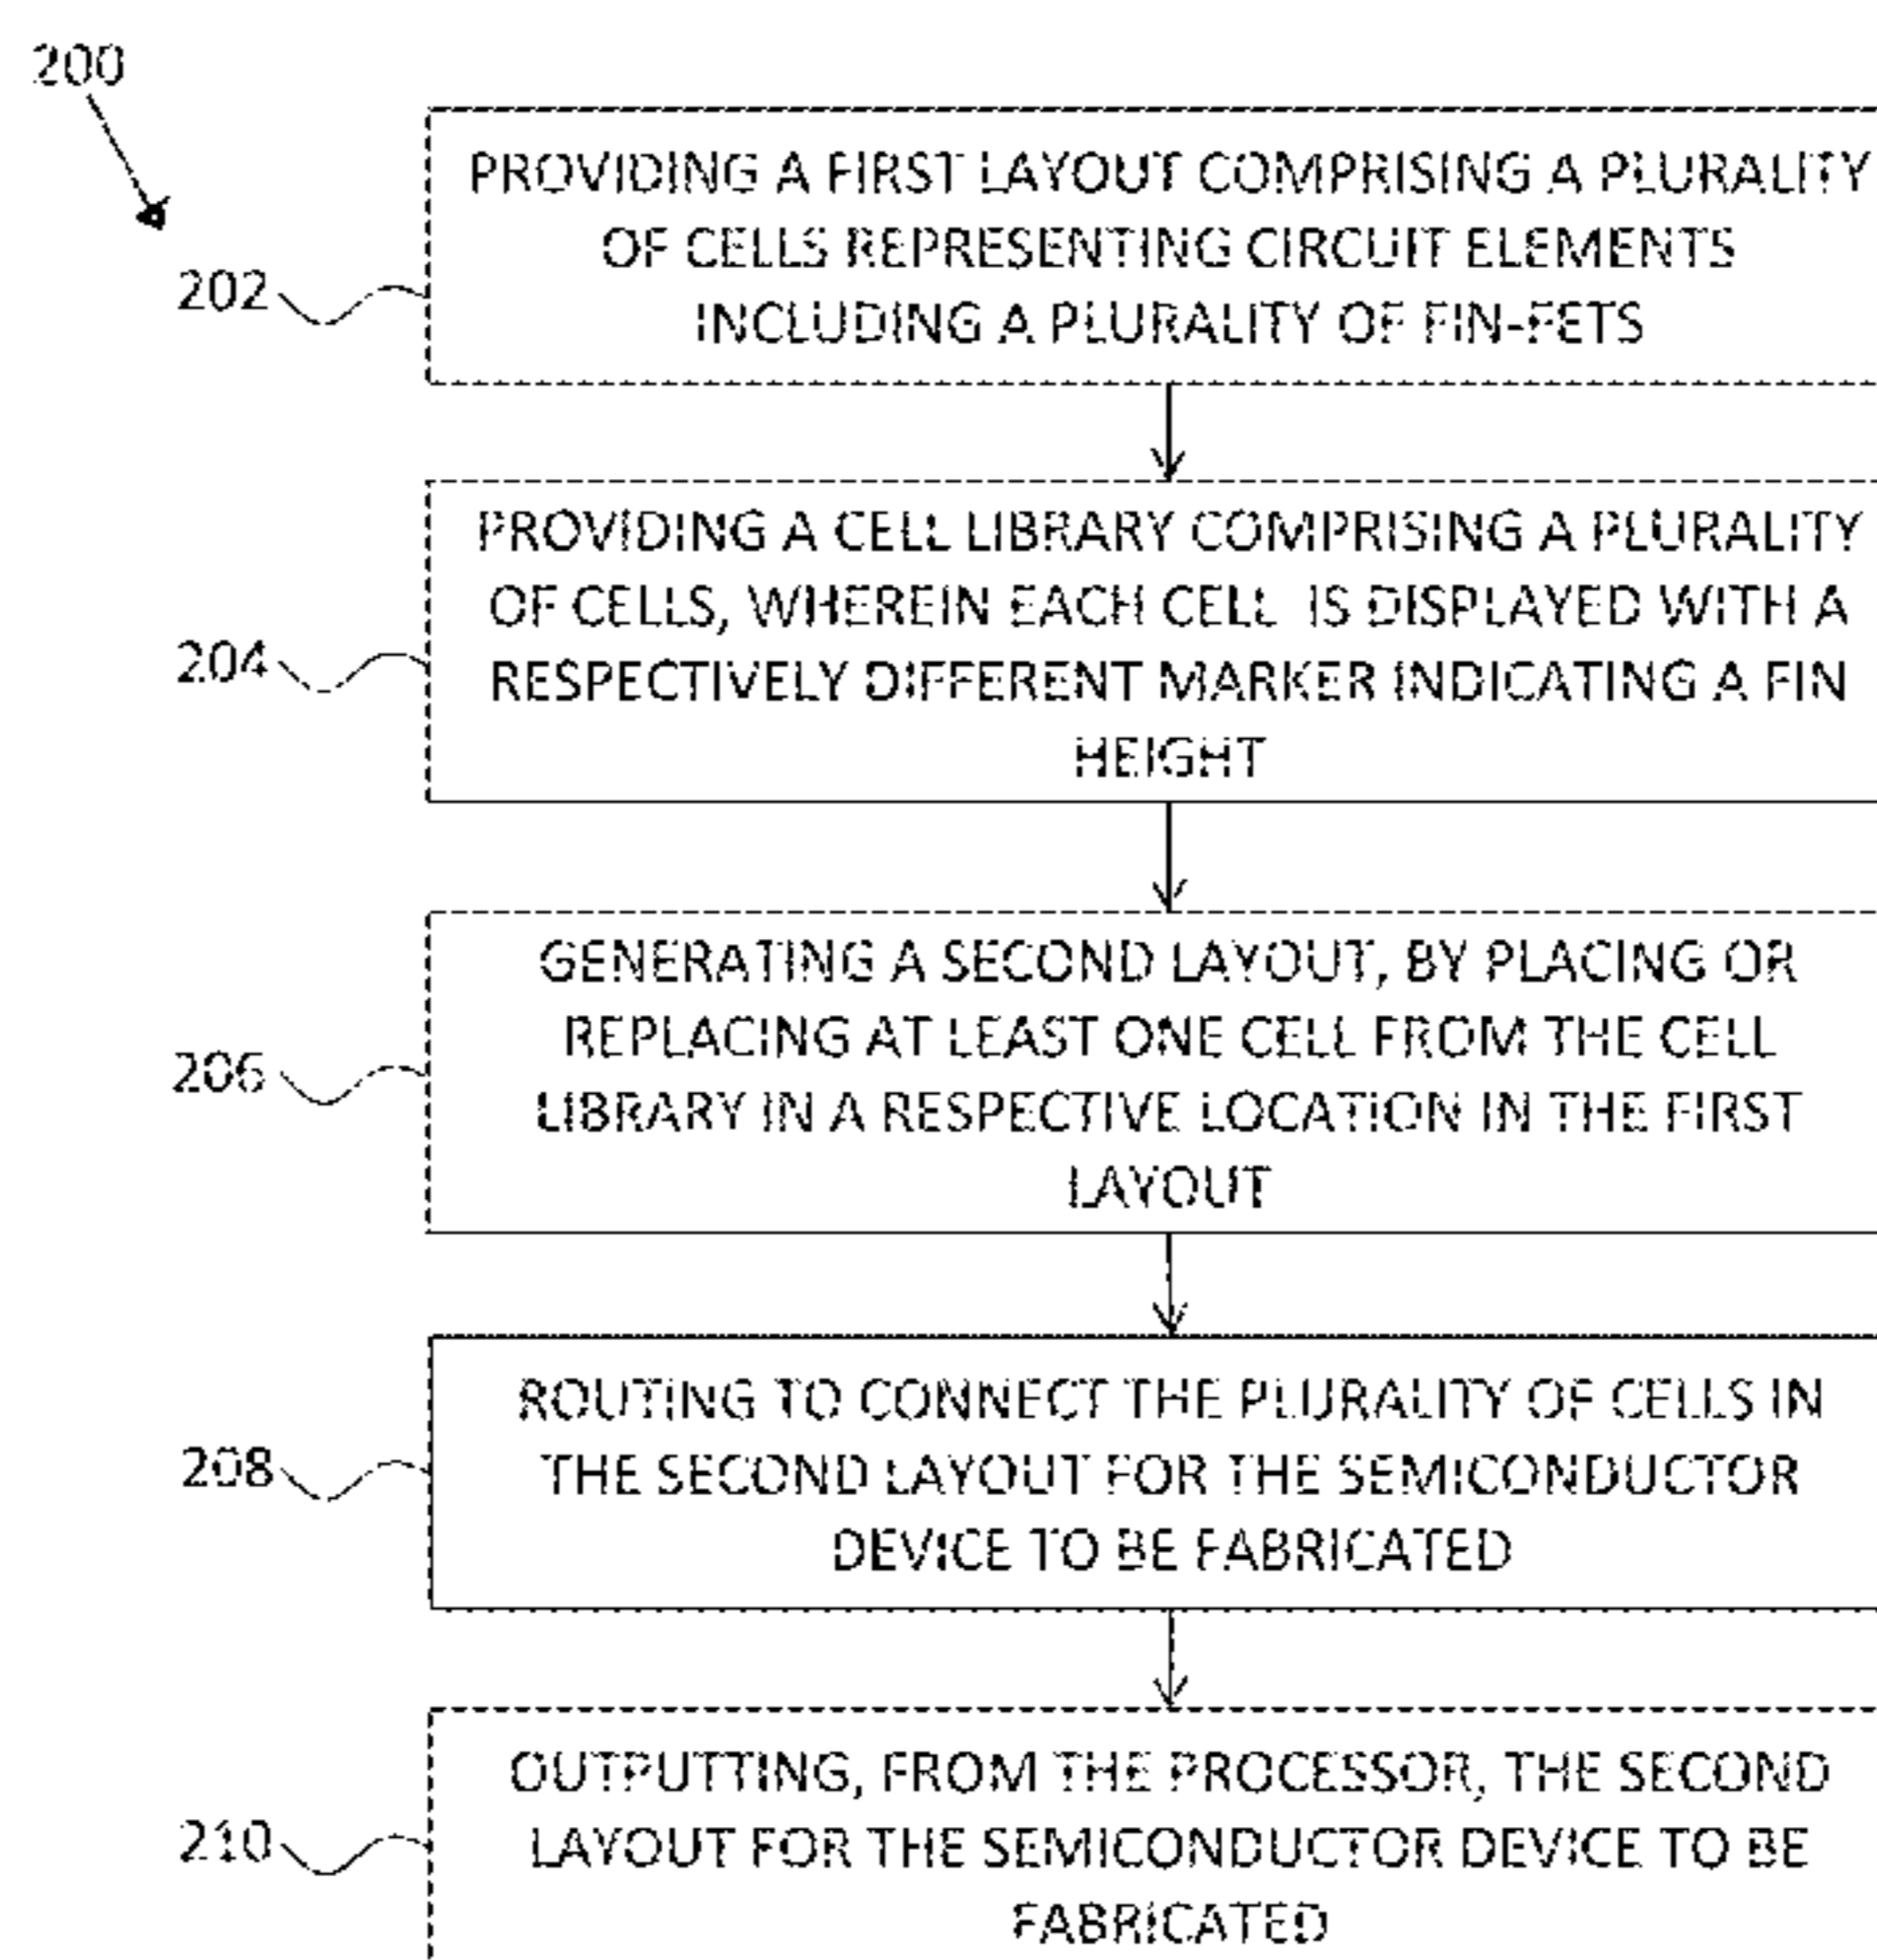 200
PROVIDING A FIRST LAYOUT COMPRISING A PLURALITY
OF CELLS REPRESENTING CIRCUIT ELEMENTS
INCLUDING A PLURALITY OF FIN-FETS
202
PROVIDING A CELL LIBRARY COMPRISING A PLURALITY
OF CELLS, WHEREIN EACH CELL IS DISPLAYED WITH A
RESPECTIVELY DIFFERENT MARKER INDICATING A FIN
HEIGHT
204
GENERATING A SECOND LAYOUT, BY PLACING OR
REPLACING AT LEAST ONE CELL FROM THE CELL
LIBRARY IN A RESPECTIVE LOCATION IN THE FIRST
LAYOUT
206
ROUTING TO CONNECT THE PLURALITY OF CELLS IN
THE SECOND LAYOUT FOR THE SEMICONDUCTOR
DEVICE TO BE FABRICATED
208
OUTPUTTING, FROM THE PROCESSOR, THE SECOND
LAYOUT FOR THE SEMICONDUCTOR DEVICE TO BE
FABRICATED
210